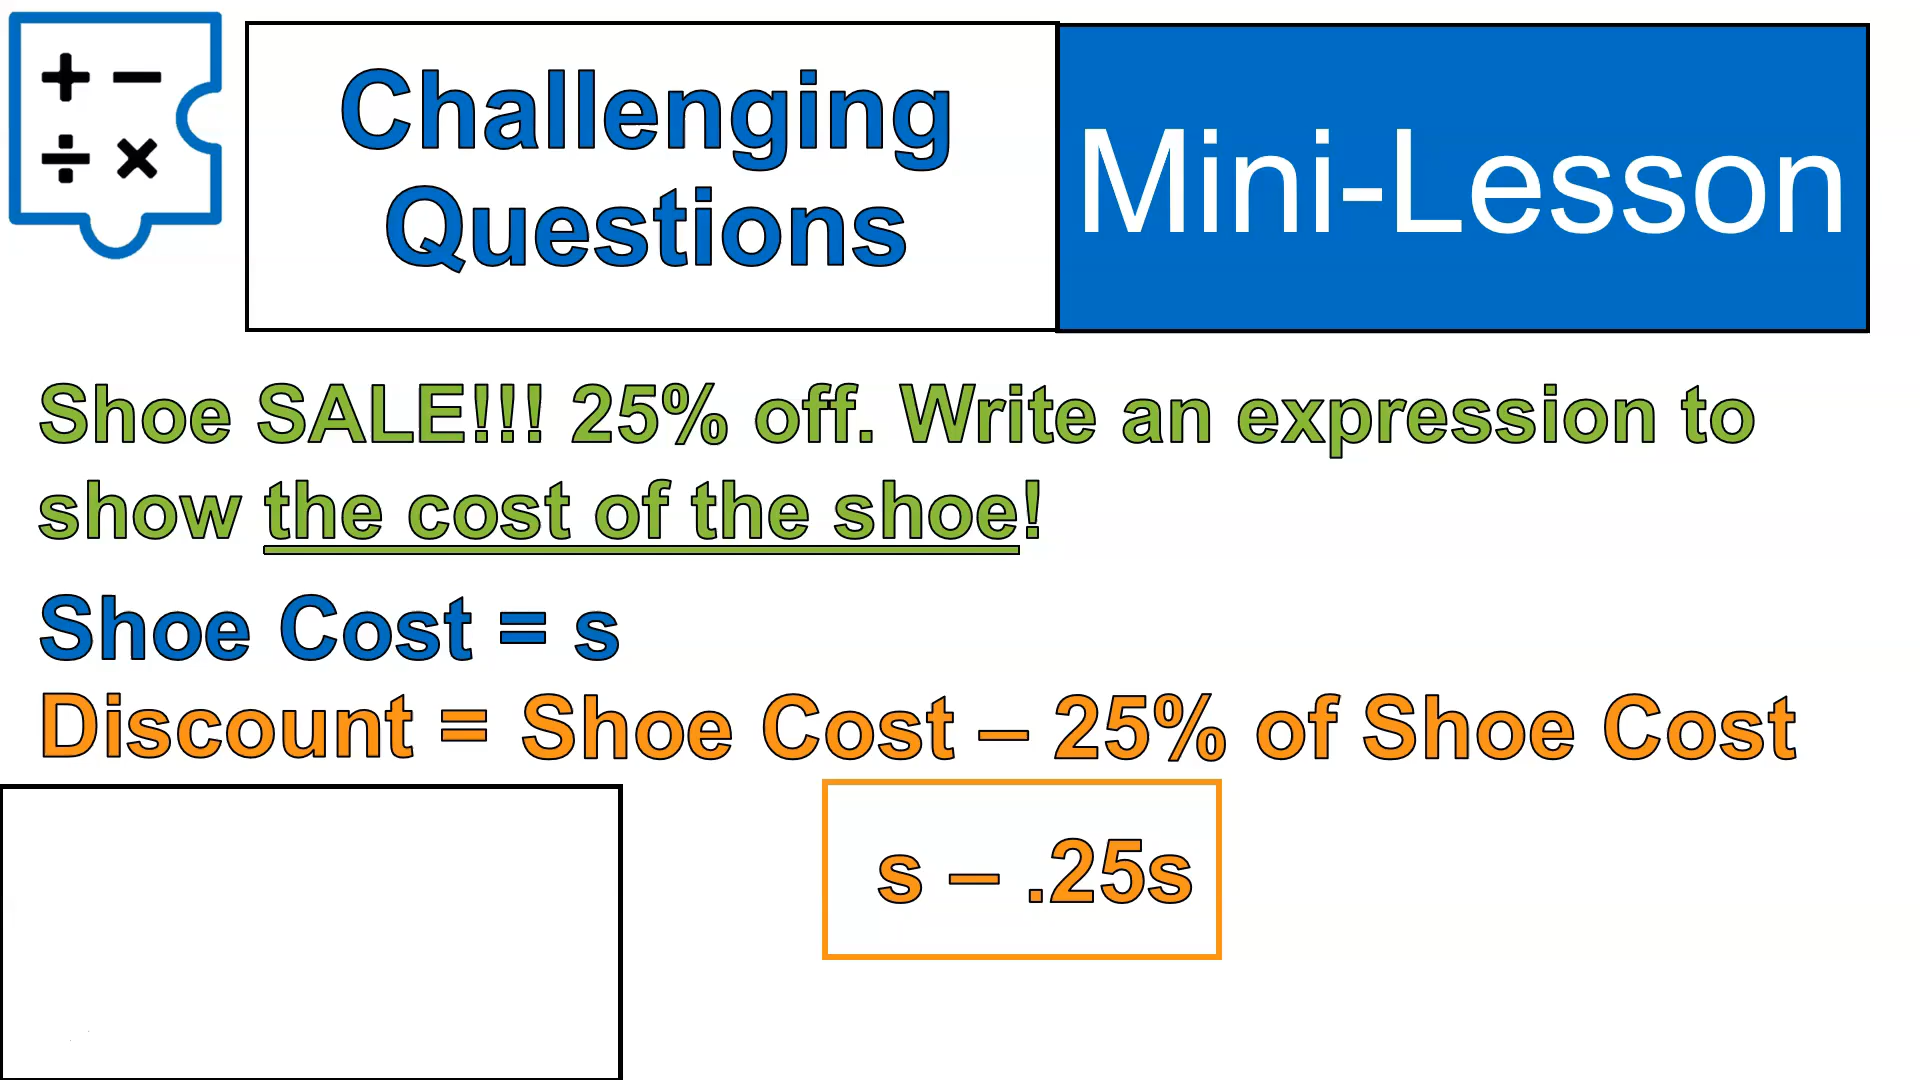 + −
÷ ×
Challenging
Questions
Mini-Lesson
Shoe SALE!!! 25% off. Write an expression to
show the cost of the shoe!
Shoe Cost = s
Discount = Shoe Cost – 25% of Shoe Cost
s – .25s